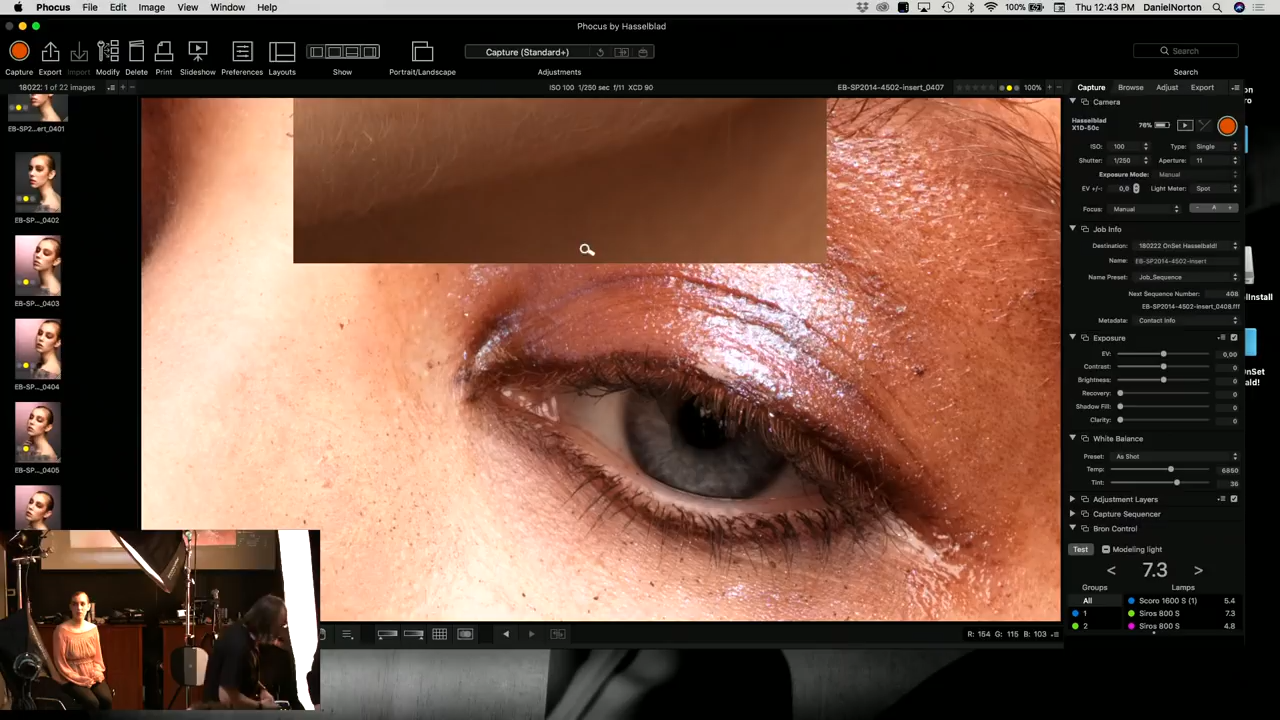 Phocus File Edit Image View Window Help 100% Thu 12:43 PM DanielNorton
Phocus by Hasselblad
Capture (Standard+) Search
Capture Export Import Modify Delete Print Slideshow Preferences Layouts Show Portrait/Landscape Adjustments Search
18022: 1 of 22 images ISO 100 1/250 sec f/11 XCD 90 EB-SP2014-4502-insert_0407 100% Capture Browse Adjust Export
Camera
Hasselblad
X1D-50c 76%
EB-SP2...ert_0401
ISO: 100 Type: Single
Shutter: 1/250 Aperture: 11
Exposure Mode: Manual
EV +/-: 0,0 Light Meter: Spot
Focus: Manual - A +
EB-SP..._0402
Job Info
Destination: 180222 OnSet Hasselbald!
Name: EB-SP2014-4502-insert
Name Preset: Job_Sequence
Next Sequence Number: 408
EB-SP2014-4502-insert_0408.fff
EB-SP..._0403
Metadata: Contact Info
Exposure
EV: 0,00
Contrast: 0
Brightness: 0
EB-SP..._0404
Recovery: 0
Shadow Fill: 0
Clarity: 0
White Balance
Preset: As Shot
Temp: 6850
EB-SP..._0405
Tint: 36
Adjustment Layers
Capture Sequencer
Bron Control
Test Modeling light
< 7.3 >
Groups Lamps
All Scoro 1600 S (1) 5.4
1 Siros 800 S 7.3
2 Siros 800 S 4.8
R: 154 G: 115 B: 103